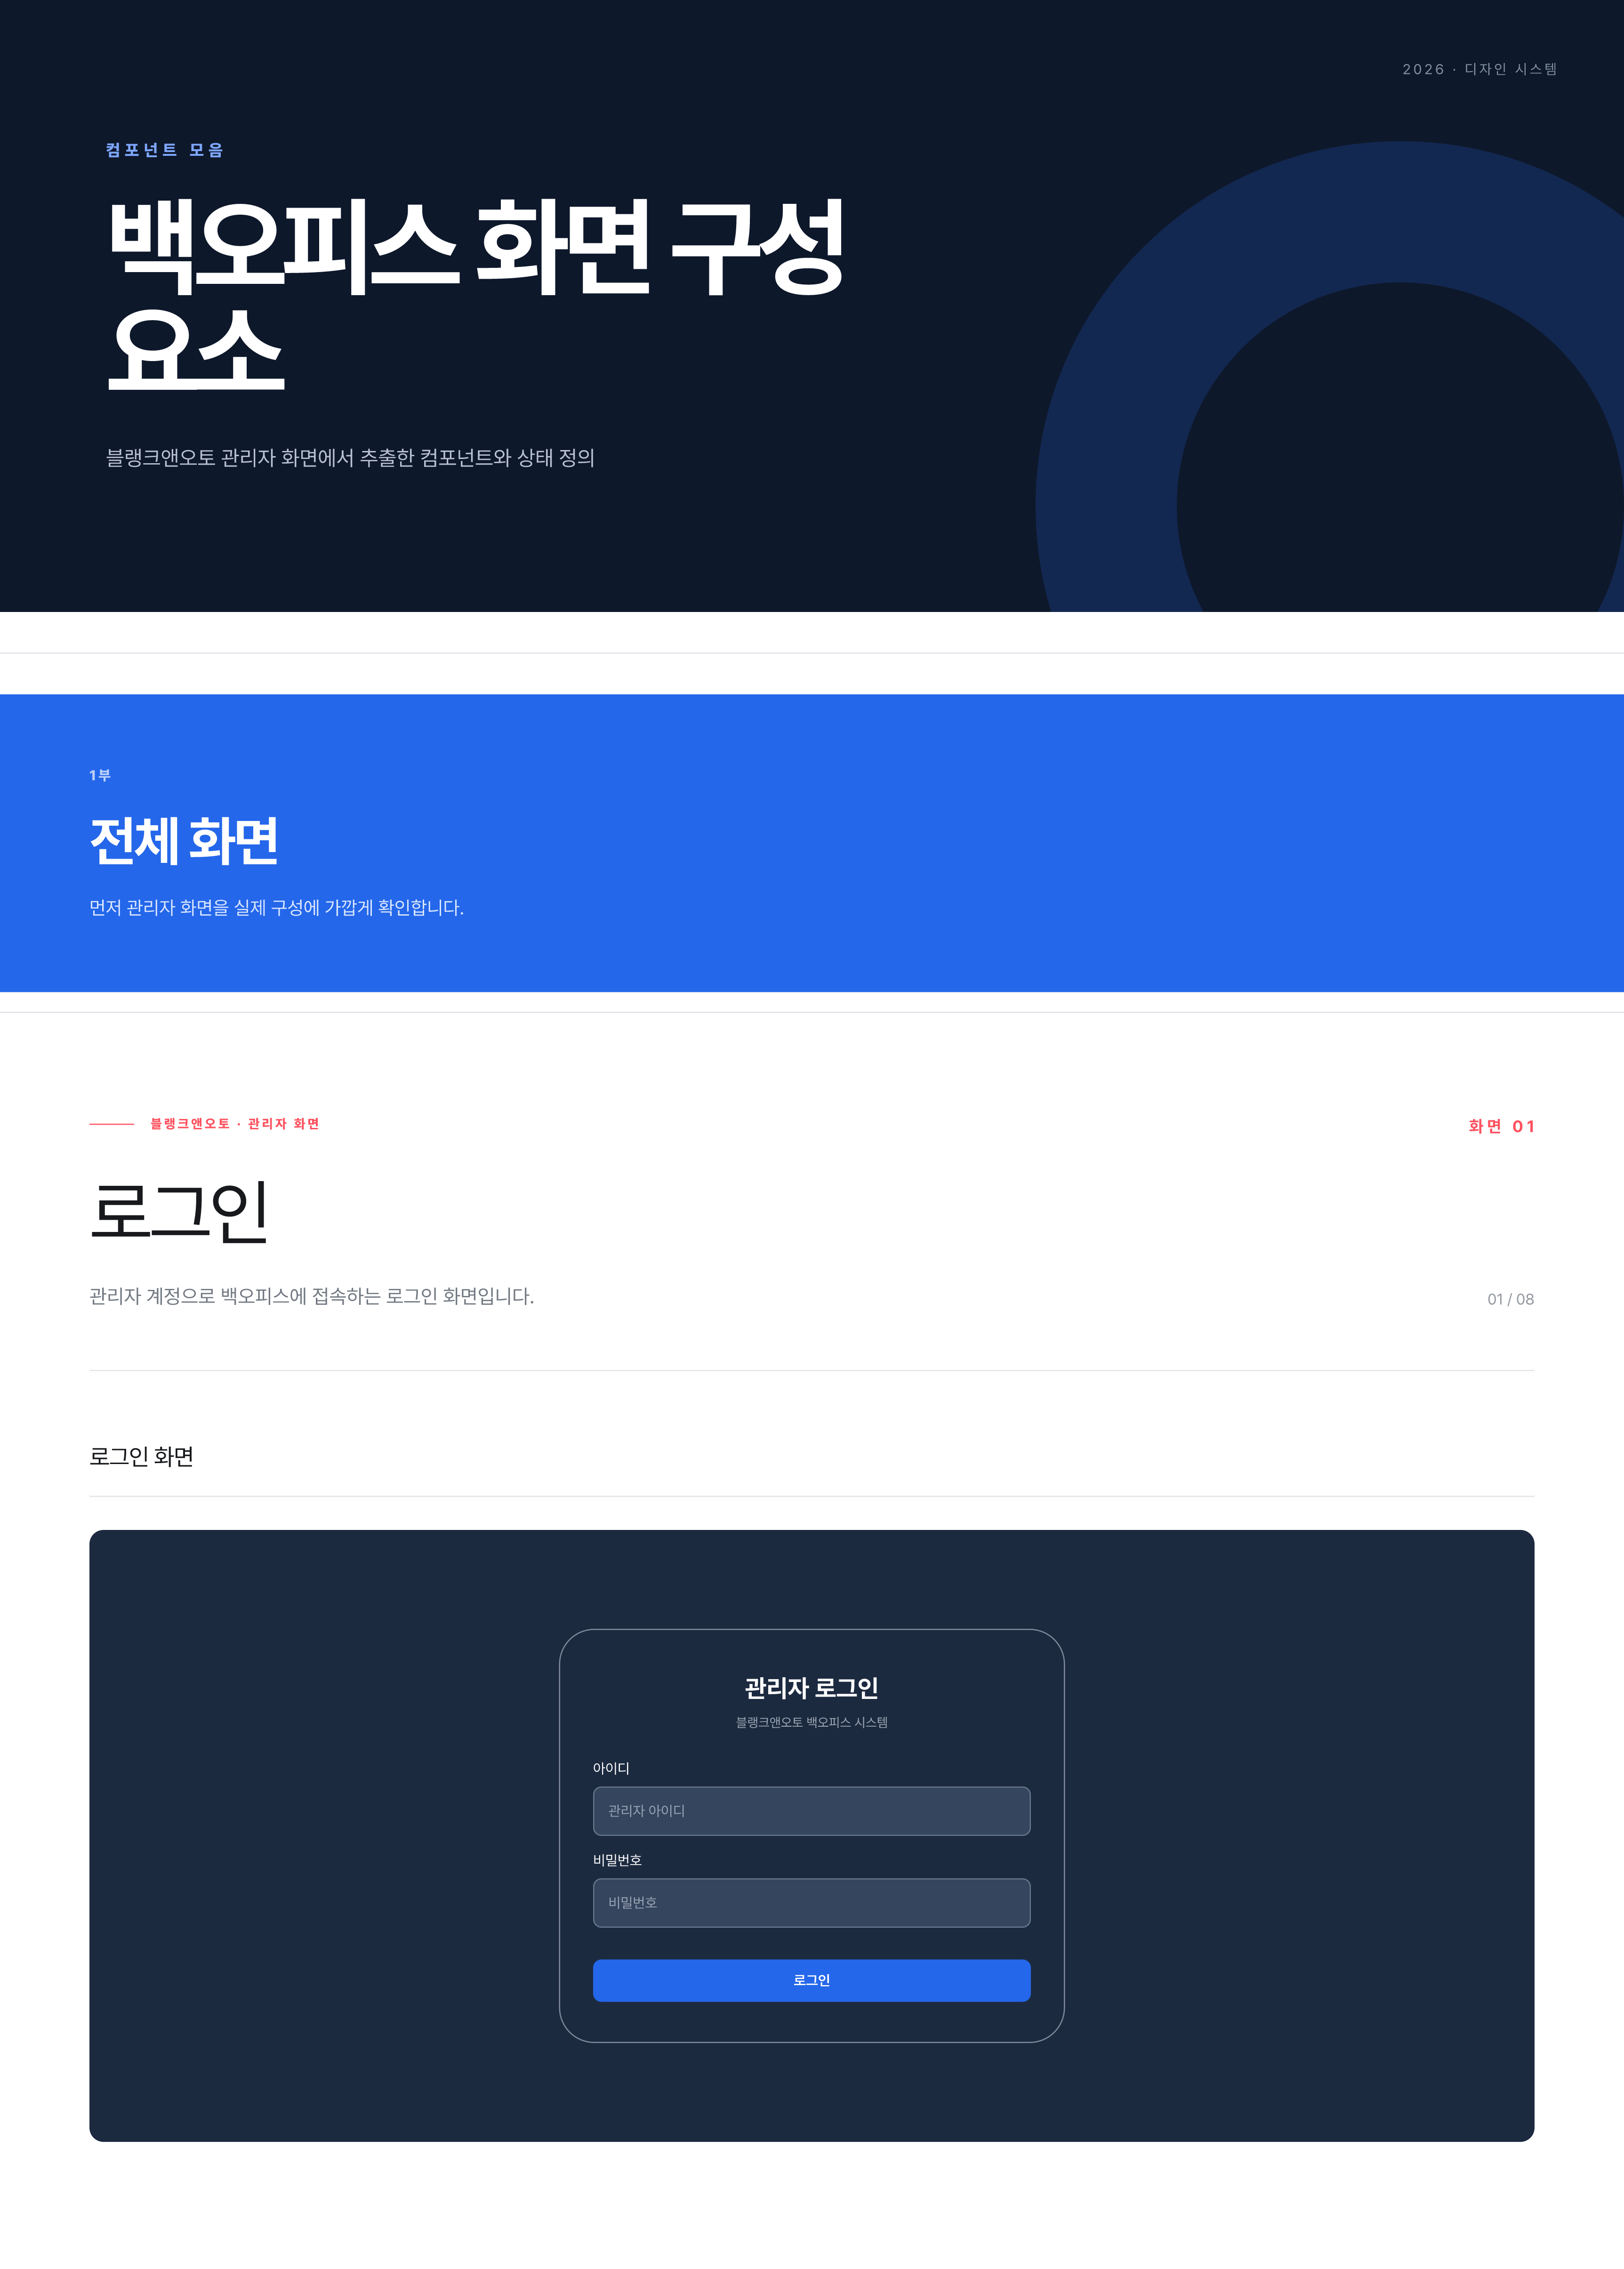 2026 · 디자인 시스템
컴포넌트 모음
백오피스 화면 구성
요소
블랭크앤오토 관리자 화면에서 추출한 컴포넌트와 상태 정의
1부
전체 화면
먼저 관리자 화면을 실제 구성에 가깝게 확인합니다.
블랭크앤오토 · 관리자 화면
화면 01
로그인
관리자 계정으로 백오피스에 접속하는 로그인 화면입니다.
01 / 08
로그인 화면
관리자 로그인
블랭크앤오토 백오피스 시스템
아이디
관리자 아이디
비밀번호
비밀번호
로그인